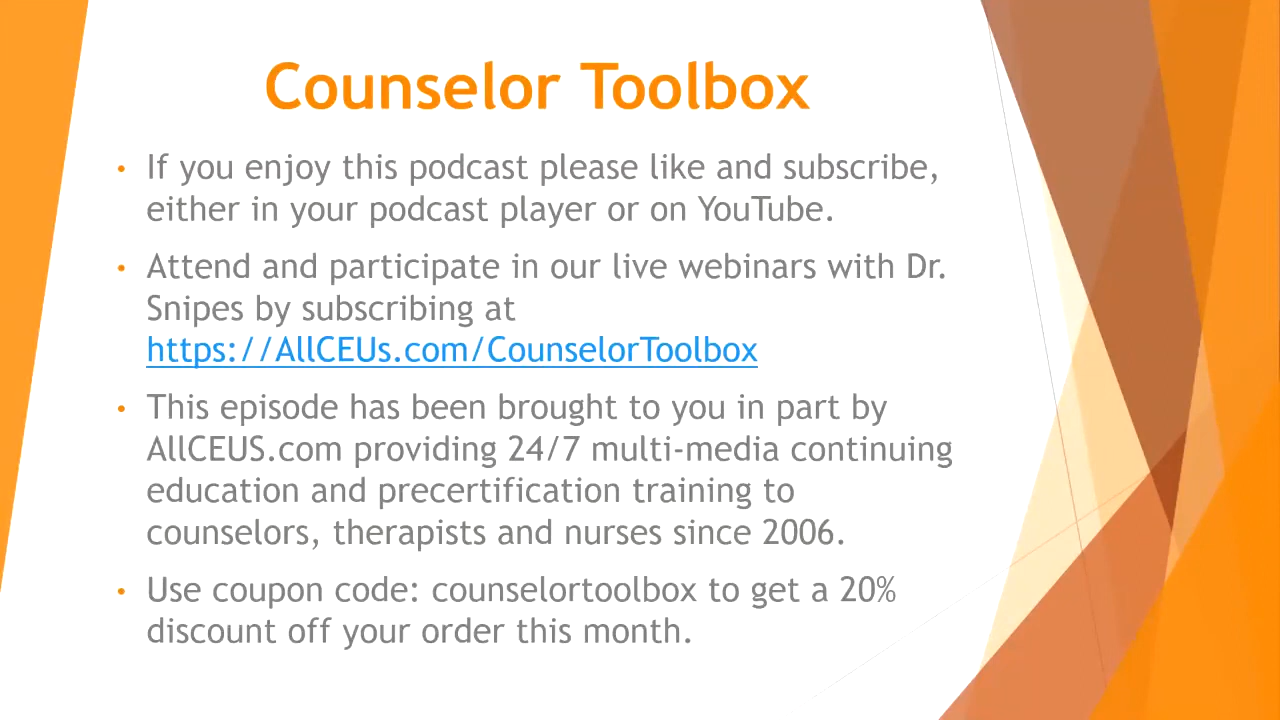 Counselor Toolbox
• If you enjoy this podcast please like and subscribe,
either in your podcast player or on YouTube.
• Attend and participate in our live webinars with Dr.
Snipes by subscribing at
https://AllCEUs.com/CounselorToolbox
• This episode has been brought to you in part by
AllCEUS.com providing 24/7 multi-media continuing
education and precertification training to
counselors, therapists and nurses since 2006.
• Use coupon code: counselortoolbox to get a 20%
discount off your order this month.